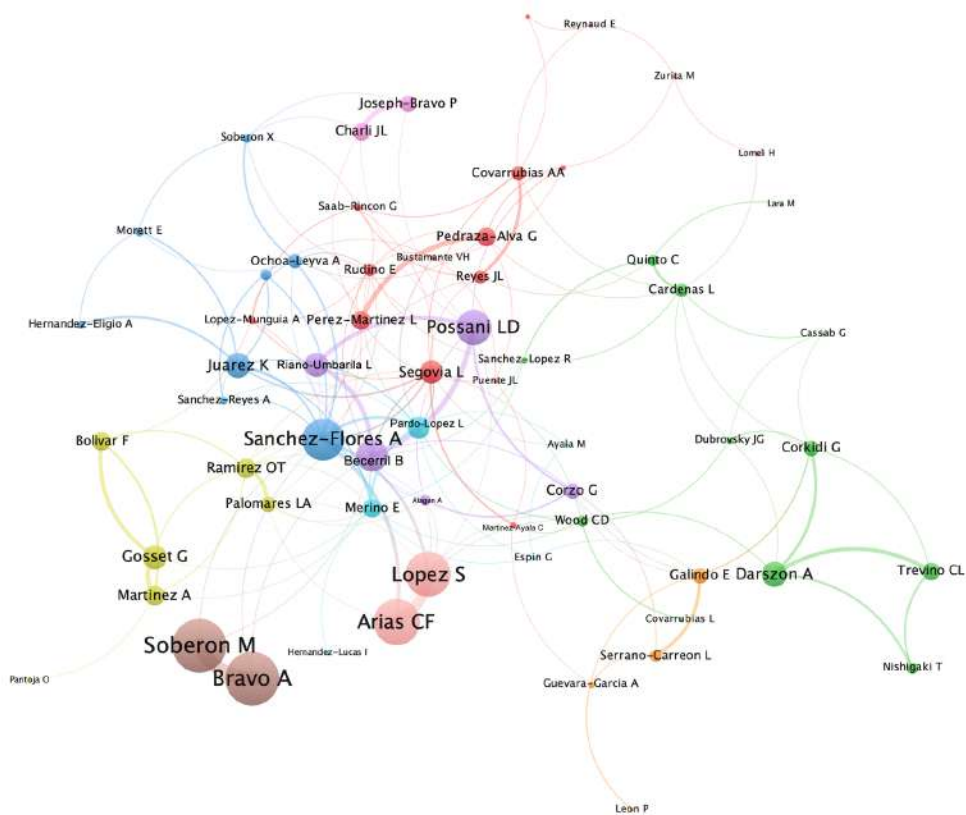 Reynaud E
Zurita M
Joseph-Bravo P
Charli JL
Soberon X
Lomeli H
Covarrubias AA
Lara M
Saab-Rincon G
Morett E
Pedraza-Alva G
Bustamante VH
Ochoa-Leyva A
Quinto C
Rudino E
Reyes JL
Cardenas L
Hernandez-Eligio A
Lopez-Munguia A
Perez-Martinez L
Possani LD
Cassab G
Juarez K
Riano-Umbarila L
Sanchez-Lopez R
Segovia L
Puente JL
Sanchez-Reyes A
Pardo-Lopez L
Bolivar F
Sanchez-Flores A
Ayala M
Dubrovsky JG
Corkidi G
Becerril B
Ramirez OT
Corzo G
Palomares LA
Merino E
Alagon A
Wood CD
Martinez-Ayala C
Gosset G
Espin G
Lopez S
Galindo E
Darszon A
Trevino CL
Martinez A
Arias CF
Covarrubias L
Soberon M
Hernandez-Lucas I
Serrano-Carreon L
Nishigaki T
Bravo A
Guevara-Garcia A
Pantoja O
Leon P